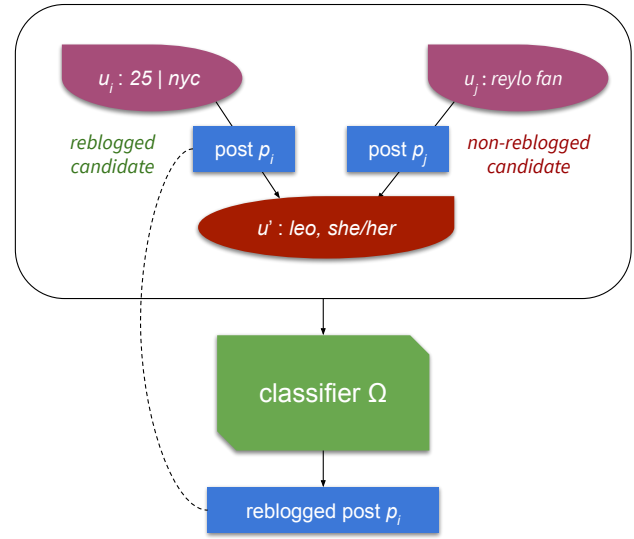 u_i : 25 | nyc
u_j : reylo fan
reblogged
candidate
post p_i
post p_j
non-reblogged
candidate
u' : leo, she/her
classifier Ω
reblogged post p_i